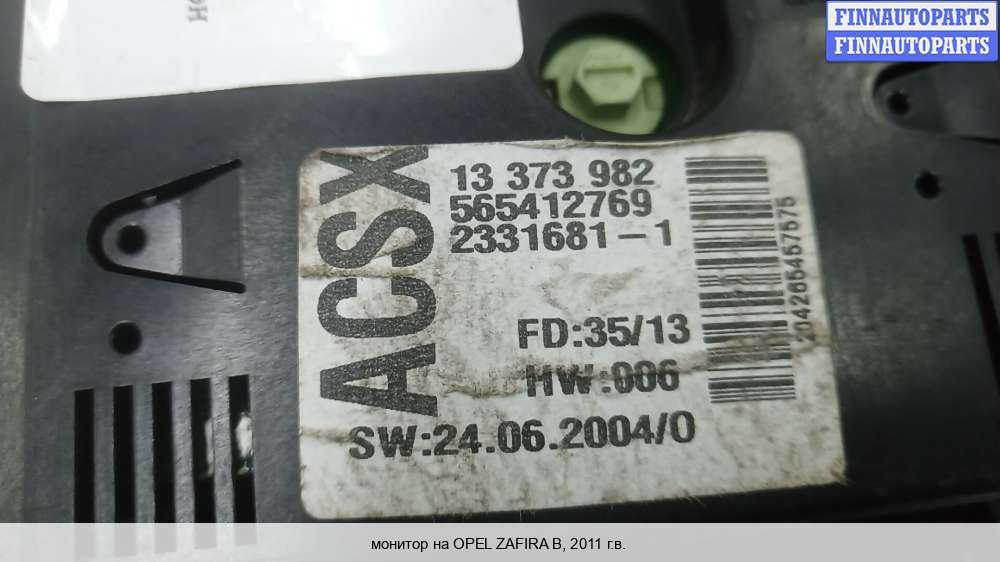 FINNAUTOPARTS
FINNAUTOPARTS
ACSX
13 373 982
565412769
2331681-1
FD:35/13
HW:006
SW:24.06.2004/0
монитор на OPEL ZAFIRA B, 2011 г.в.